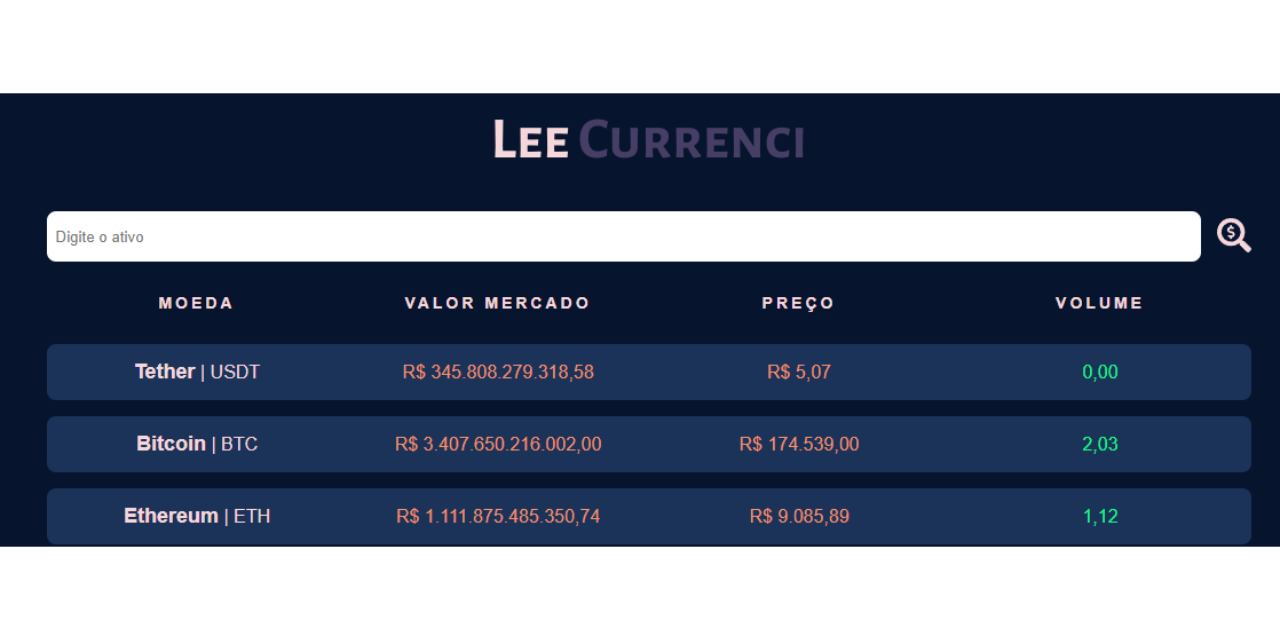 Lee Currenci
Digite o ativo
$
MOEDA VALOR MERCADO PREÇO VOLUME
Tether | USDT R$ 345.808.279.318,58 R$ 5,07 0,00
Bitcoin | BTC R$ 3.407.650.216.002,00 R$ 174.539,00 2,03
Ethereum | ETH R$ 1.111.875.485.350,74 R$ 9.085,89 1,12